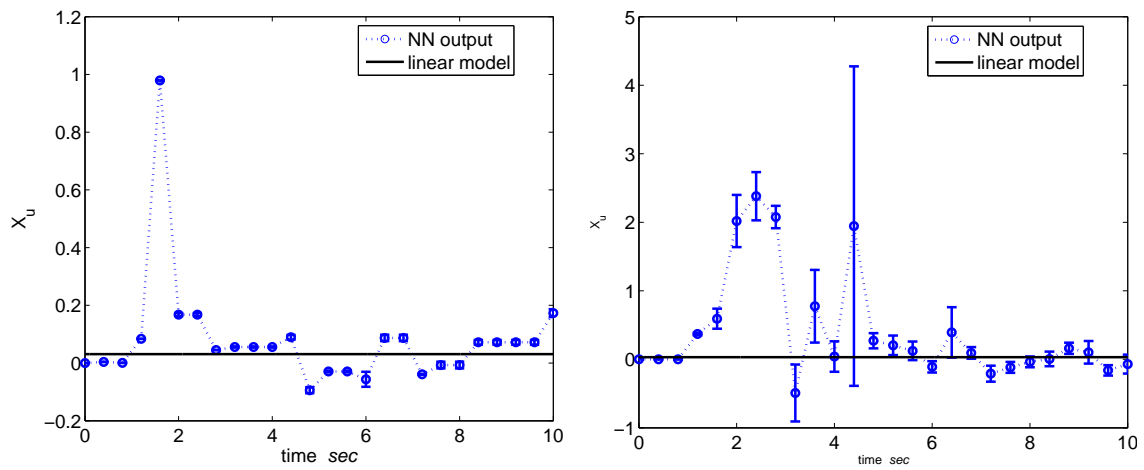 1.2
1
0.8
0.6
0.4
0.2
0
−0.2
X_u
0 2 4 6 8 10
time sec
NN output
linear model
5
4
3
2
1
0
−1
X_u
0 2 4 6 8 10
time sec
NN output
linear model